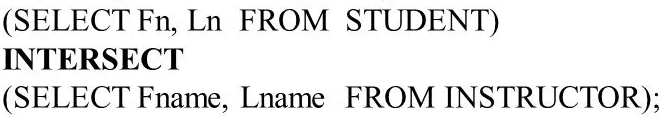 (SELECT Fn, Ln FROM STUDENT)
INTERSECT
(SELECT Fname, Lname FROM INSTRUCTOR);